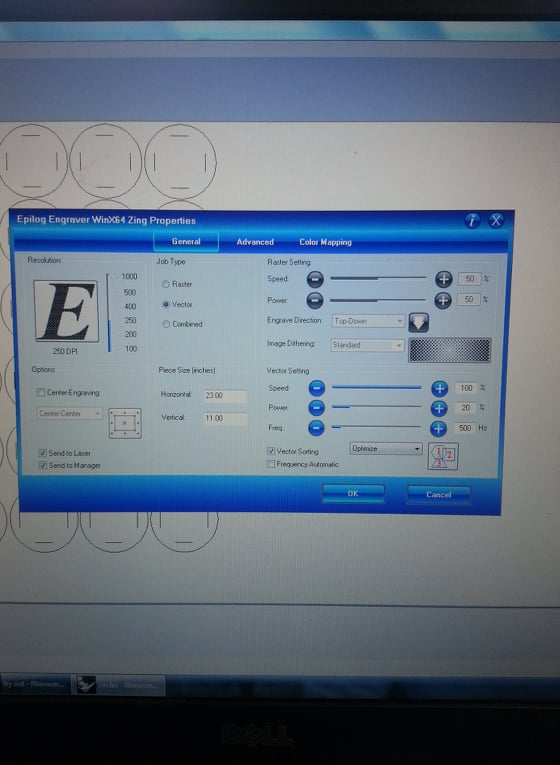 Epilog Engraver WinX64 Zing Properties
General Advanced Color Mapping
Resolution:
E
1000
500
400
250
200
100
250 DPI
Job Type
Raster
Vector
Combined
Raster Setting
Speed: 50 %
Power: 50 %
Engrave Direction: Top-Down
Image Dithering: Standard
Options
Center-Engraving
Center-Center
Send to Laser
Send to Manager
Piece Size (inches)
Horizontal: 23.00
Vertical: 11.00
Vector Setting
Speed: 100 %
Power: 20 %
Freq.: 500 Hz
Vector Sorting Optimize
1 2
3
Frequency Automatic
OK Cancel
try out - Rhinocer...
circles - Rhinoce...
DELL